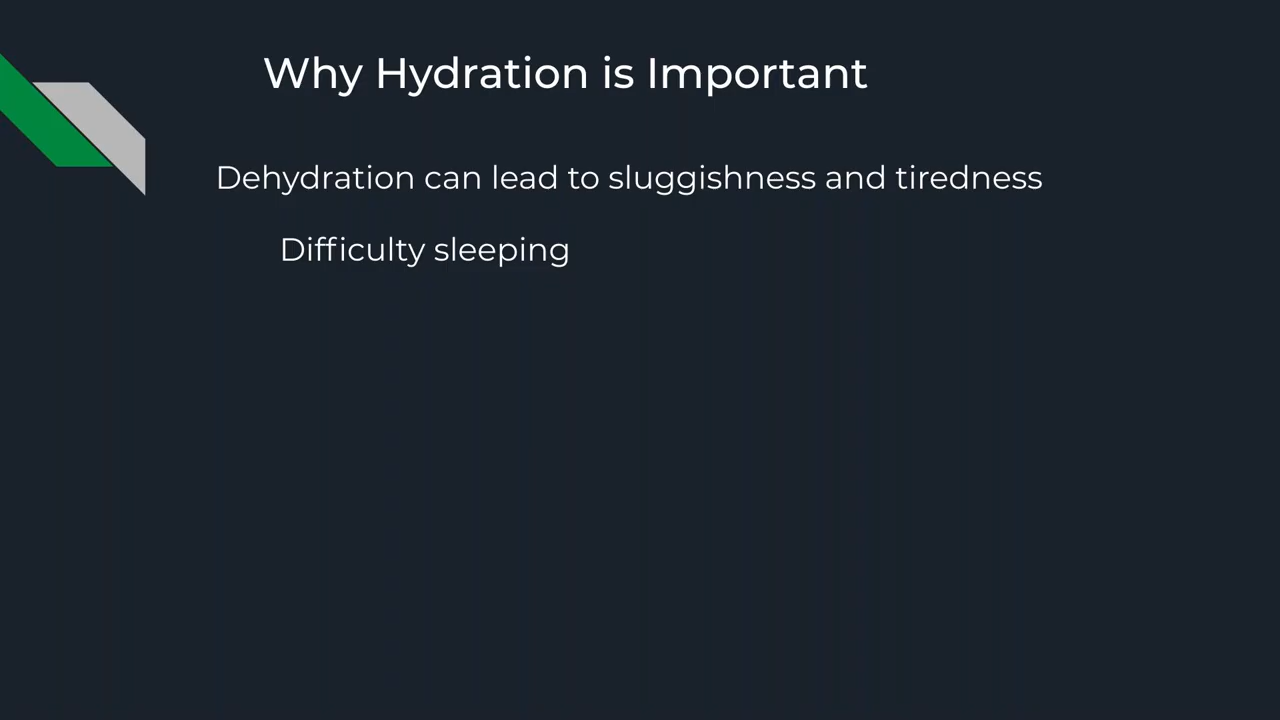 Why Hydration is Important
Dehydration can lead to sluggishness and tiredness
Difficulty sleeping